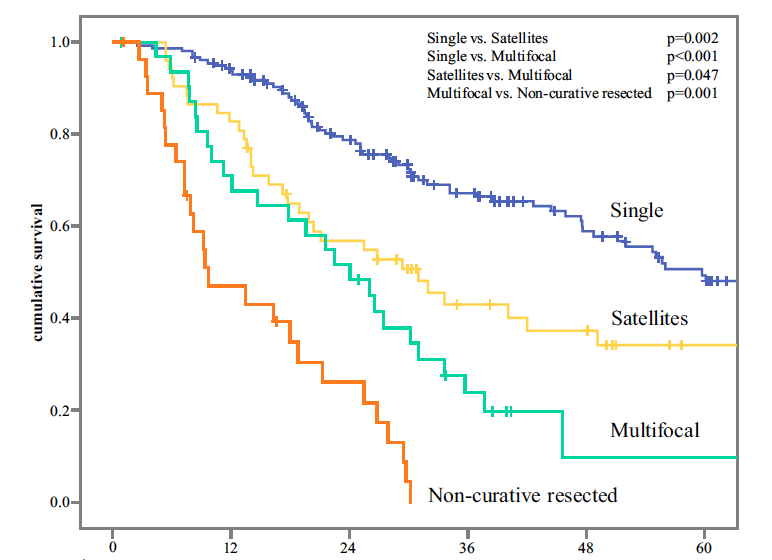 Single vs. Satellites p=0.002
Single vs. Multifocal p<0.001
Satellites vs. Multifocal p=0.047
Multifocal vs. Non-curative resected p=0.001
1.0
0.8
0.6
0.4
0.2
0.0
cumulative survival
Single
Satellites
Multifocal
Non-curative resected
0 12 24 36 48 60